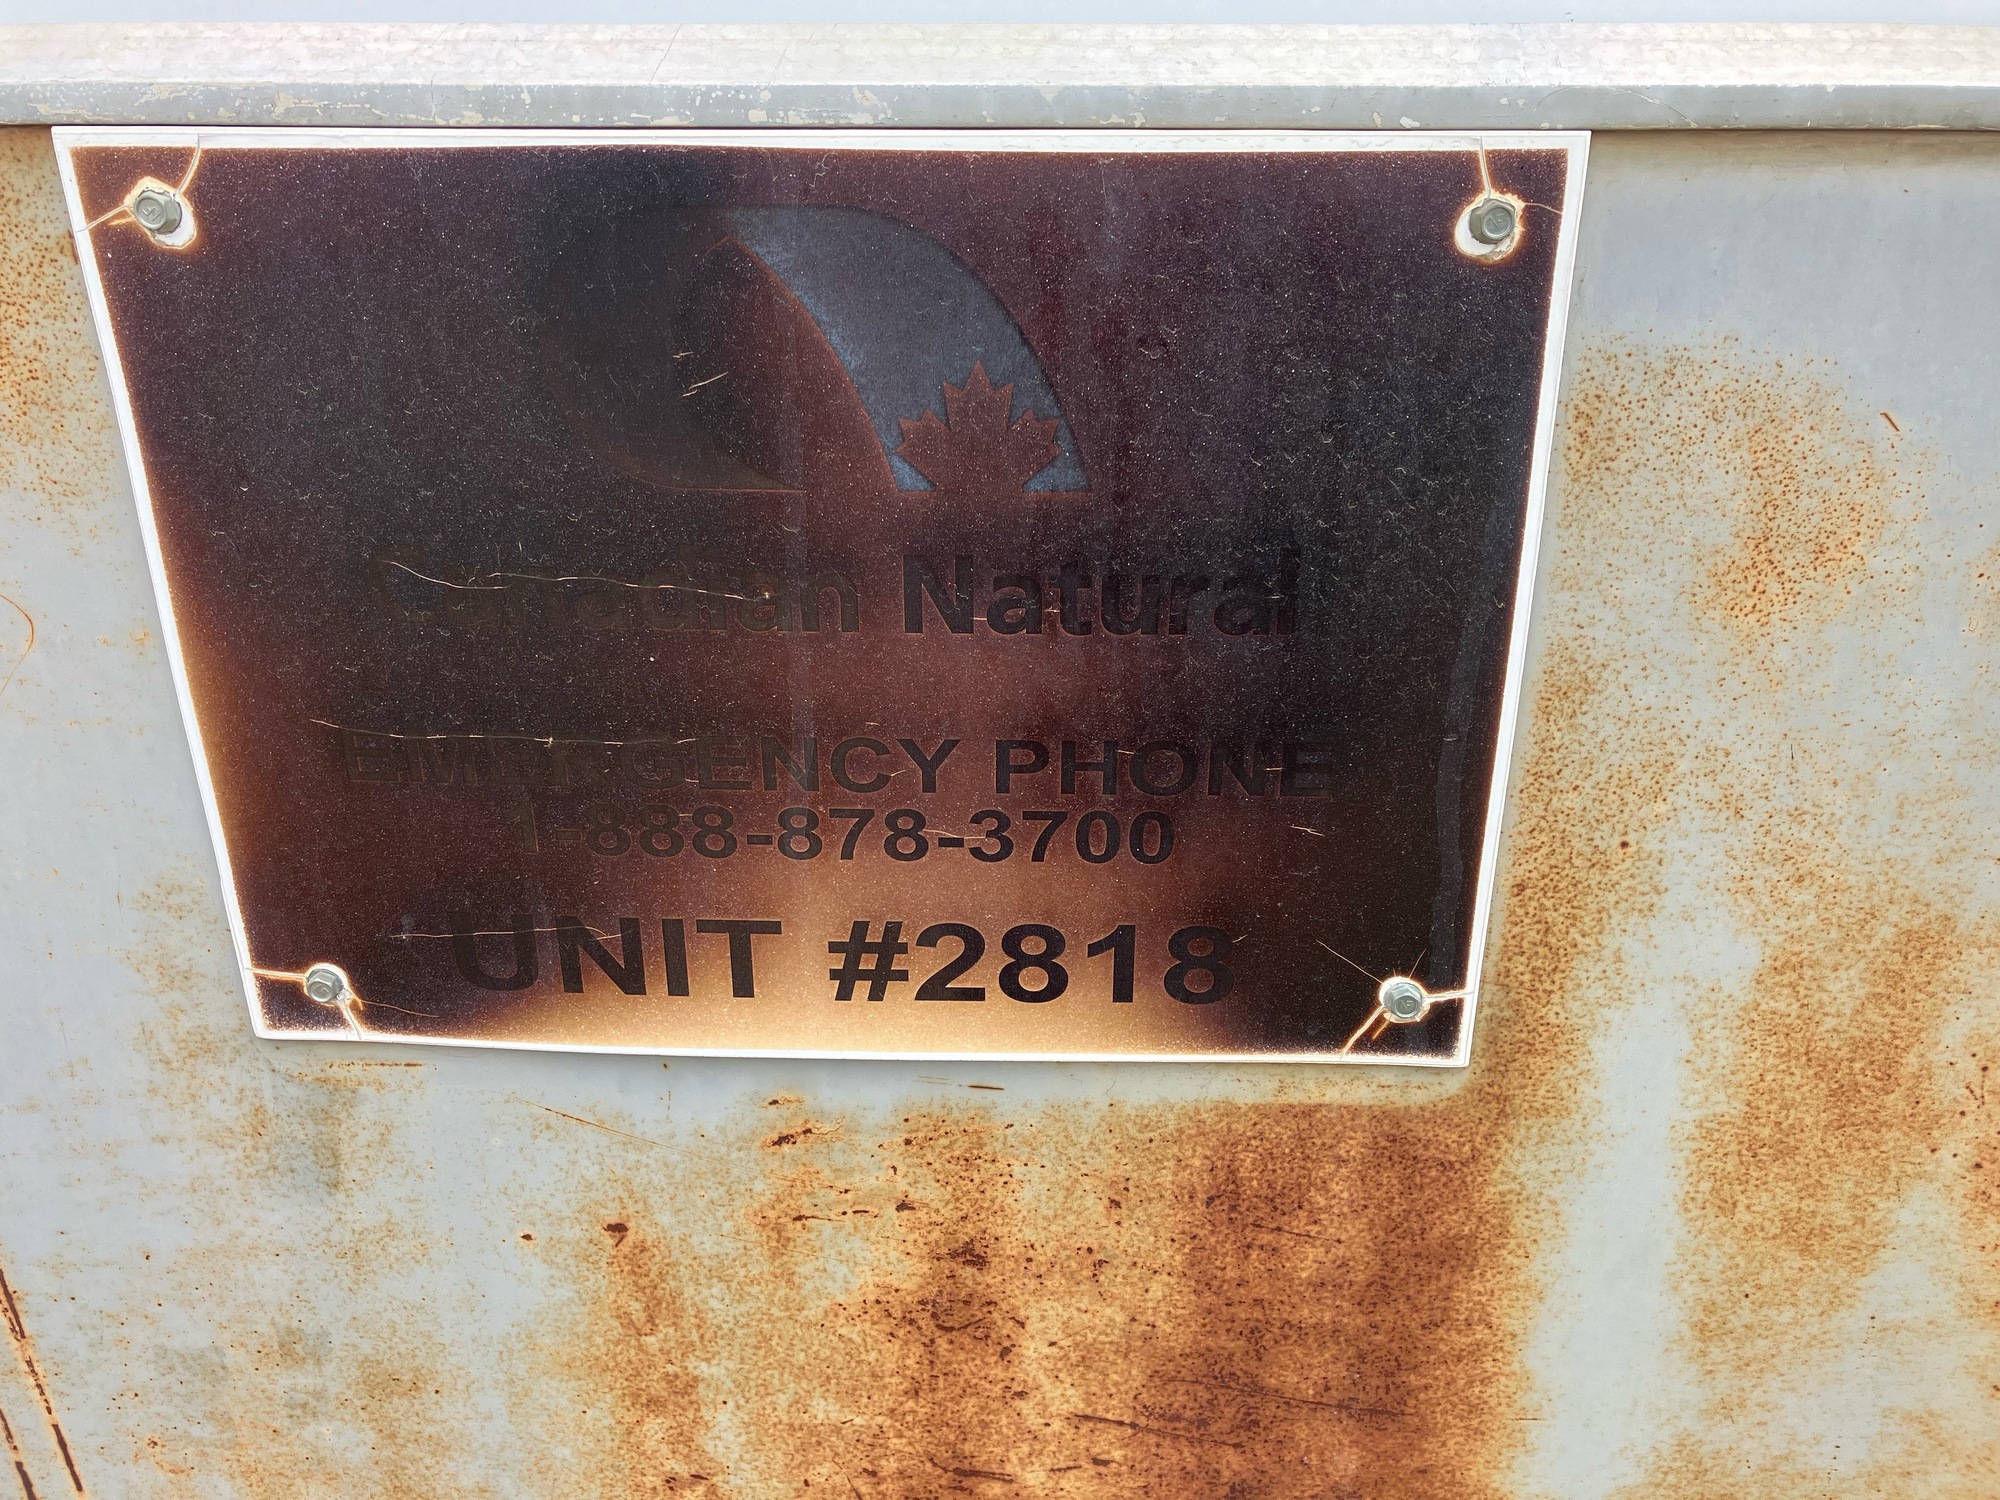 Canadian Natural
EMERGENCY PHONE
1-888-878-3700
UNIT #2818